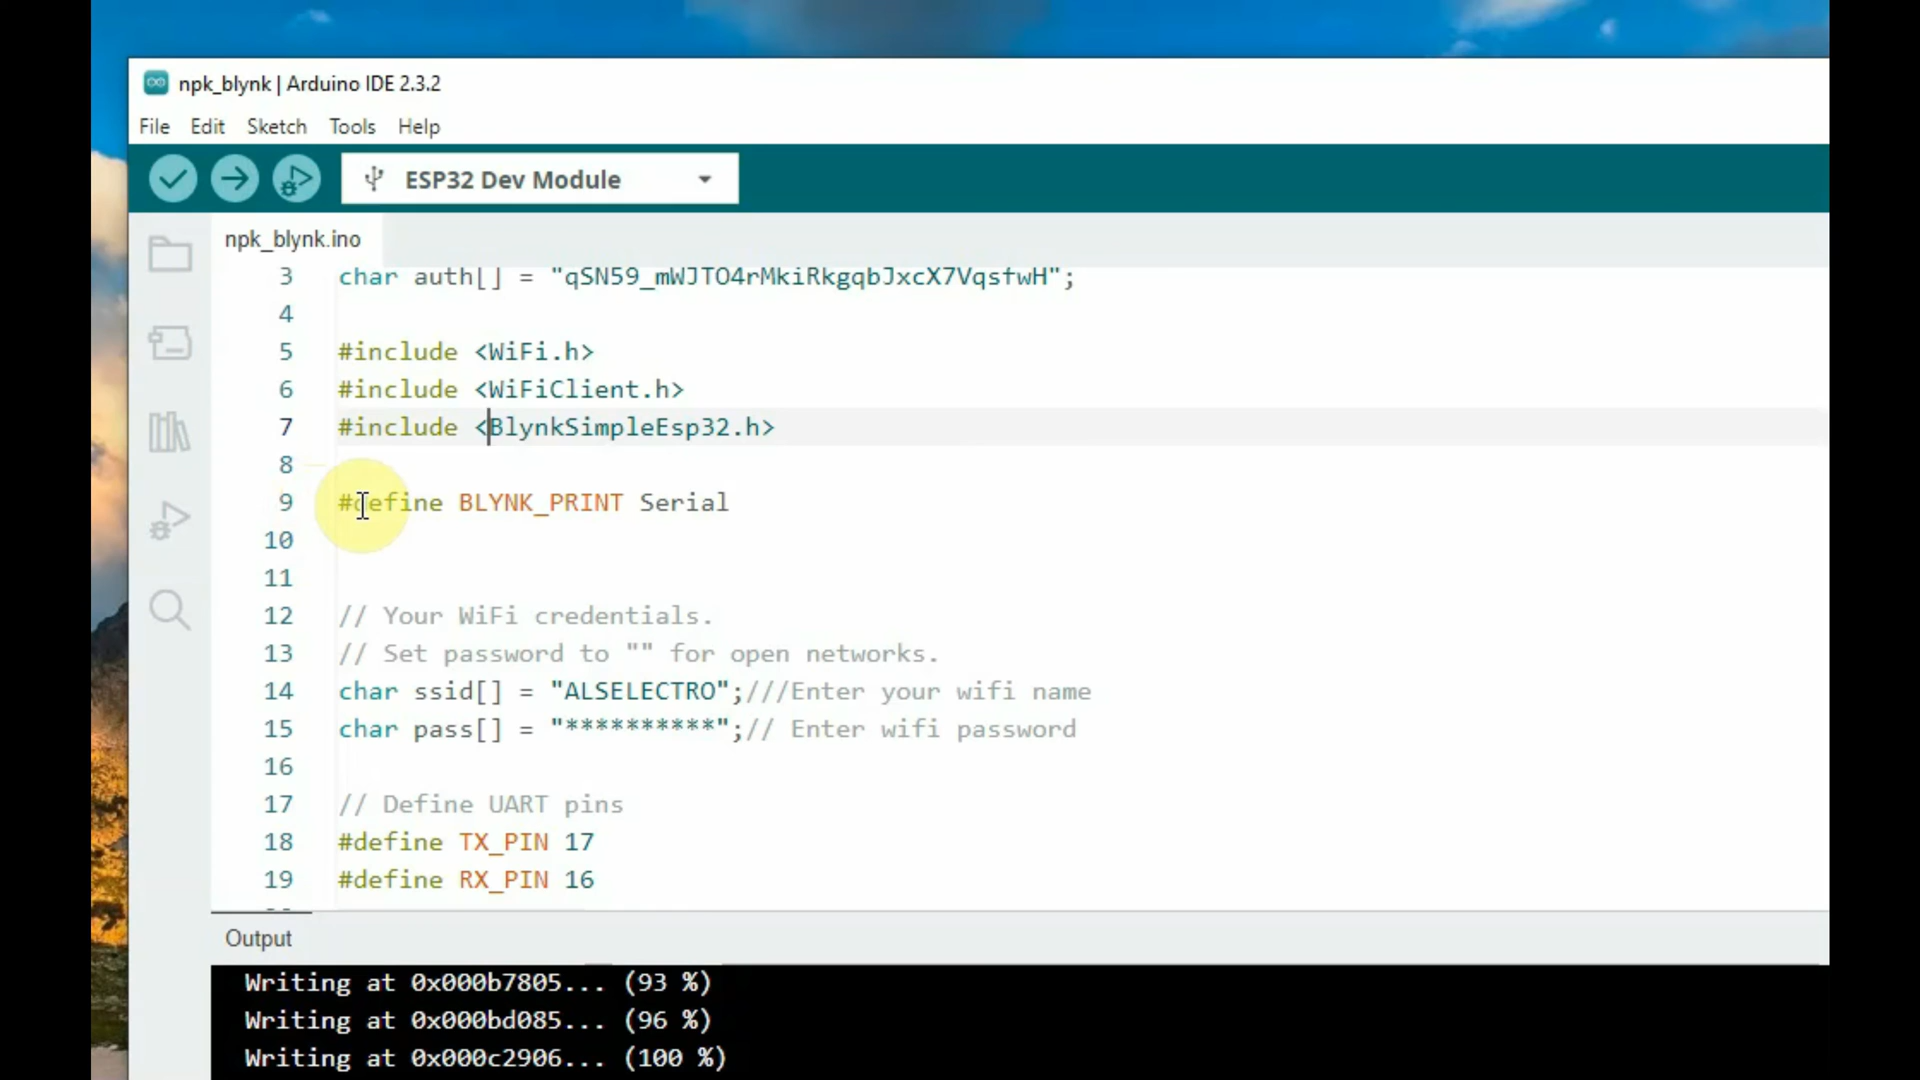 npk_blynk | Arduino IDE 2.3.2
File Edit Sketch Tools Help
ESP32 Dev Module
npk_blynk.ino
3 char auth[] = "qSN59_mWJTO4rMkiRkgqbJxcX7VqsfwH";
4
5 #include <WiFi.h>
6 #include <WiFiClient.h>
7 #include <BlynkSimpleEsp32.h>
8
9 #define BLYNK_PRINT Serial
10
11
12 // Your WiFi credentials.
13 // Set password to "" for open networks.
14 char ssid[] = "ALSELECTRO";///Enter your wifi name
15 char pass[] = "**********";// Enter wifi password
16
17 // Define UART pins
18 #define TX_PIN 17
19 #define RX_PIN 16
Output
Writing at 0x000b7805... (93 %)
Writing at 0x000bd085... (96 %)
Writing at 0x000c2906... (100 %)